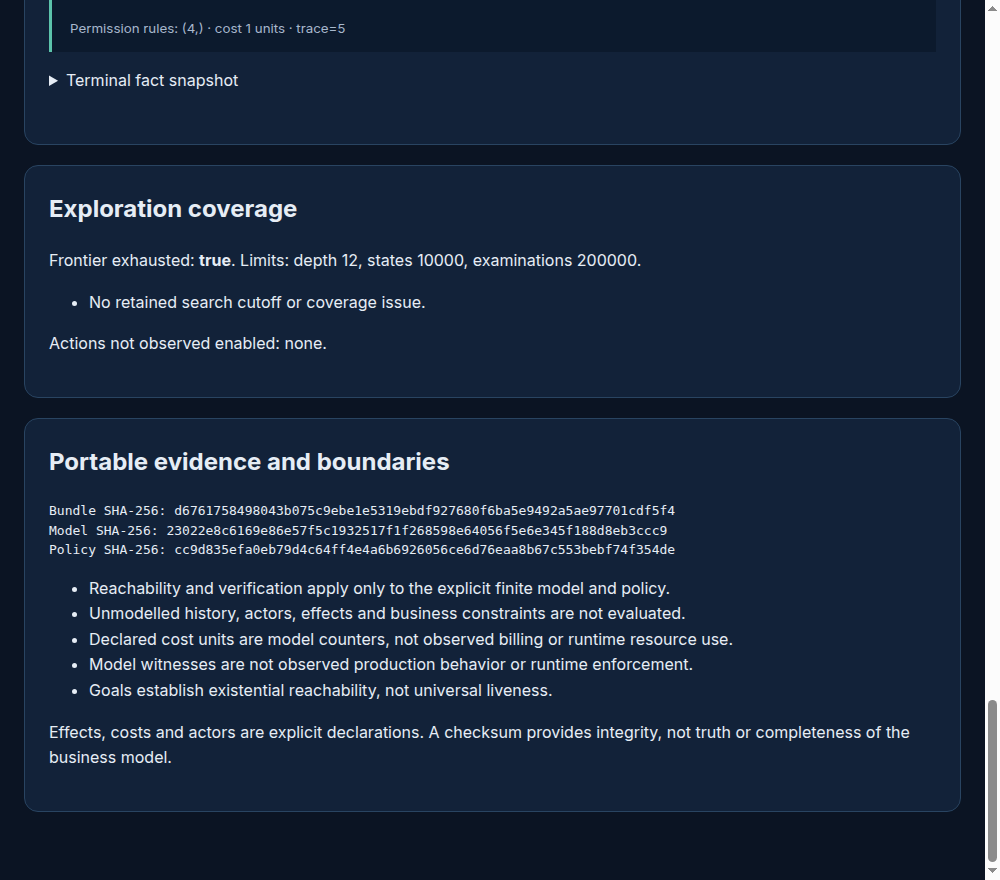 Permission rules: (4,) · cost 1 units · trace=5
Terminal fact snapshot
Exploration coverage
Frontier exhausted: true. Limits: depth 12, states 10000, examinations 200000.
No retained search cutoff or coverage issue.
Actions not observed enabled: none.
Portable evidence and boundaries
Bundle SHA-256: d6761758498043b075c9ebe1e5319ebdf927680f6ba5e9492a5ae97701cdf5f4
Model SHA-256: 23022e8c6169e86e57f5c1932517f1f268598e64056f5e6e345f188d8eb3ccc9
Policy SHA-256: cc9d835efa0eb79d4c64ff4e4a6b6926056ce6d76eaa8b67c553bebf74f354de
Reachability and verification apply only to the explicit finite model and policy.
Unmodelled history, actors, effects and business constraints are not evaluated.
Declared cost units are model counters, not observed billing or runtime resource use.
Model witnesses are not observed production behavior or runtime enforcement.
Goals establish existential reachability, not universal liveness.
Effects, costs and actors are explicit declarations. A checksum provides integrity, not truth or completeness of the
business model.